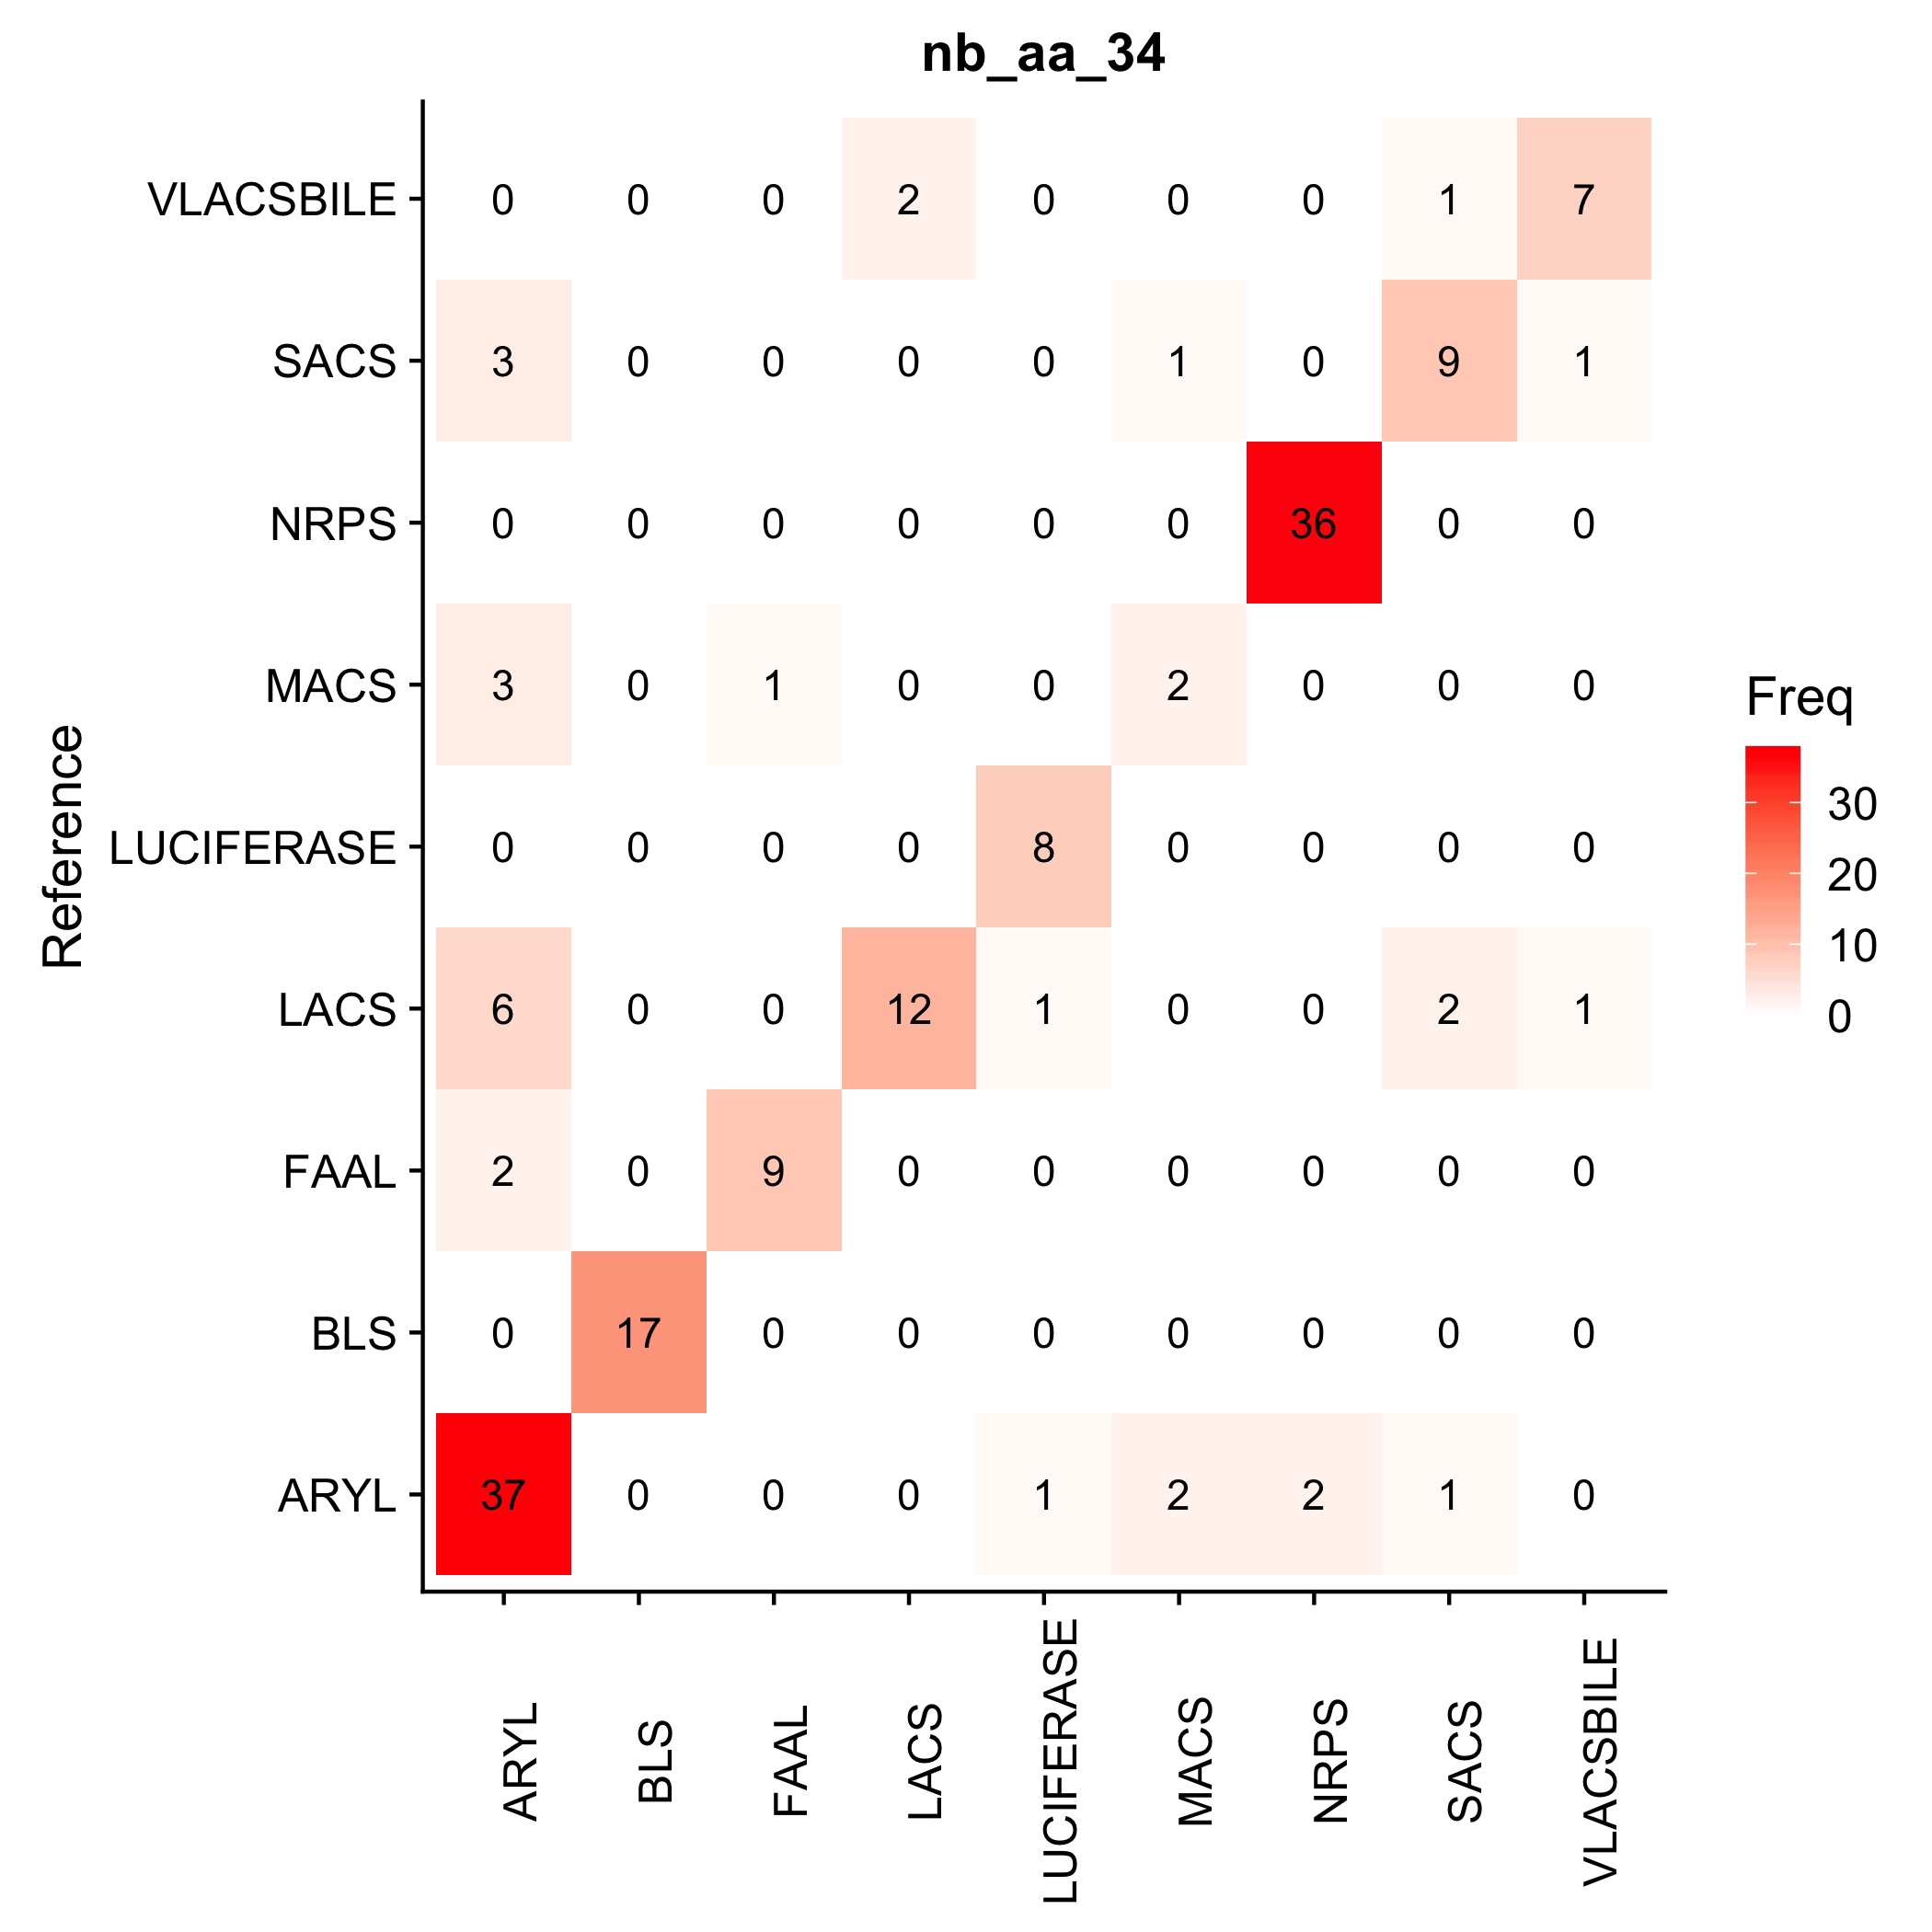 nb_aa_34
VLACSBILE 0 0 0 2 0 0 0 1 7
SACS 3 0 0 0 0 1 0 9 1
NRPS 0 0 0 0 0 0 36 0 0
MACS 3 0 1 0 0 2 0 0 0
LUCIFERASE 0 0 0 0 8 0 0 0 0
LACS 6 0 0 12 1 0 0 2 1
FAAL 2 0 9 0 0 0 0 0 0
BLS 0 17 0 0 0 0 0 0 0
ARYL 37 0 0 0 1 2 2 1 0
Reference
ARYL BLS FAAL LACS LUCIFERASE MACS NRPS SACS VLACSBILE
Freq
30
20
10
0